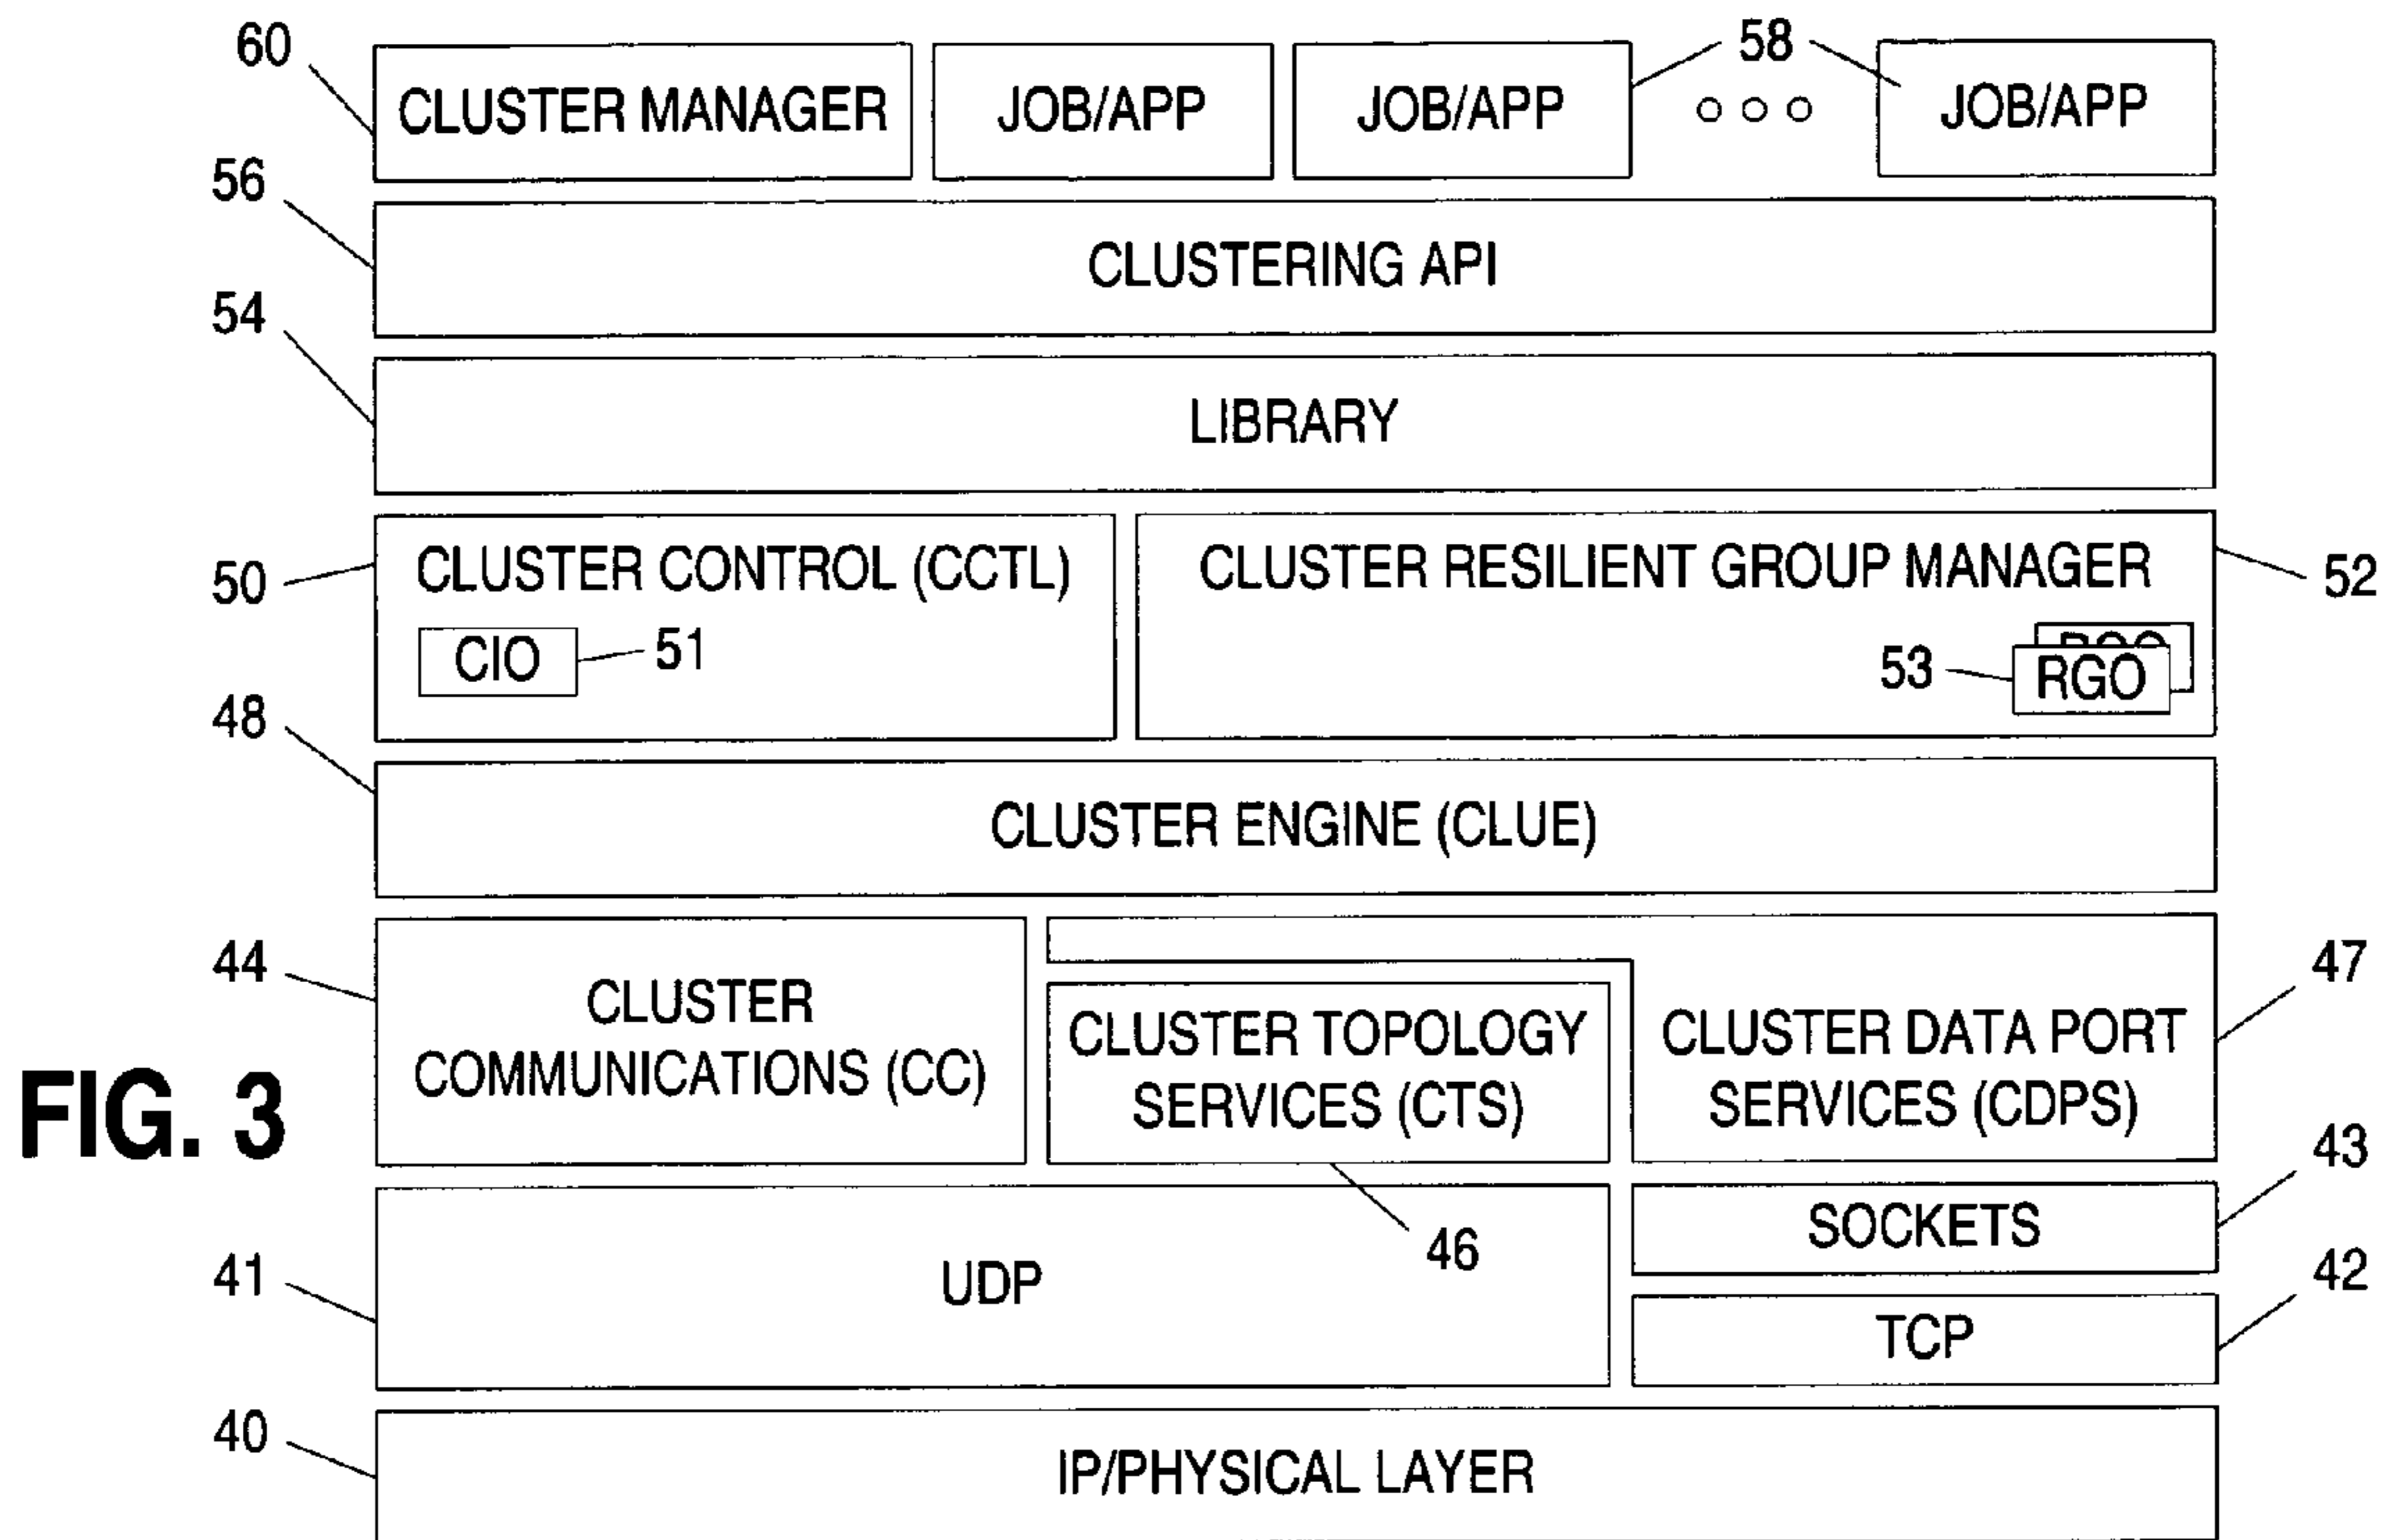 60
58
CLUSTER MANAGER
JOB/APP
JOB/APP
JOB/APP
56
CLUSTERING API
54
LIBRARY
50
CLUSTER CONTROL (CCTL)
CLUSTER RESILIENT GROUP MANAGER
52
CIO
51
53
RGO
48
CLUSTER ENGINE (CLUE)
44
CLUSTER
COMMUNICATIONS (CC)
CLUSTER TOPOLOGY
SERVICES (CTS)
CLUSTER DATA PORT
SERVICES (CDPS)
47
FIG. 3
46
SOCKETS
43
41
UDP
TCP
42
40
IP/PHYSICAL LAYER